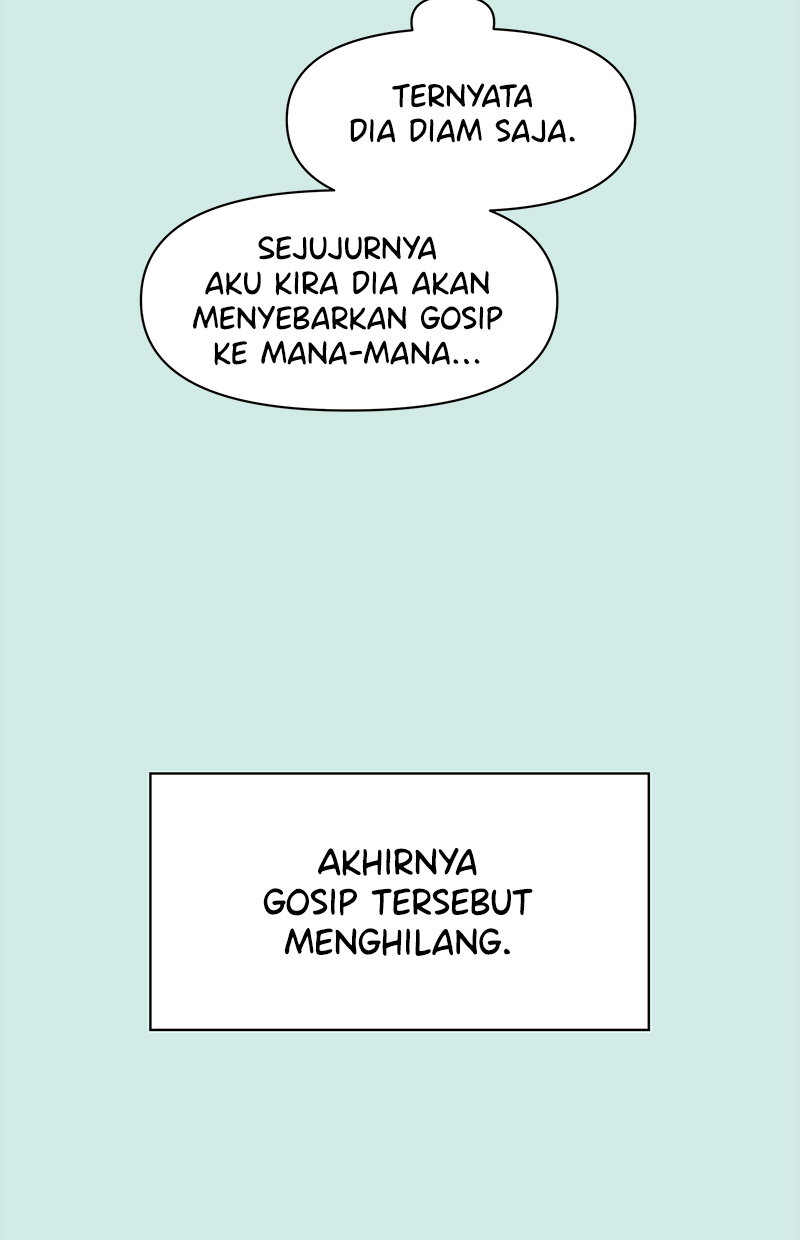 TERNYATA
DIA DIAM SAJA.
SEJUJURNYA
AKU KIRA DIA AKAN
MENYEBARKAN GOSIP
KE MANA-MANA...
AKHIRNYA
GOSIP TERSEBUT
MENGHILANG.